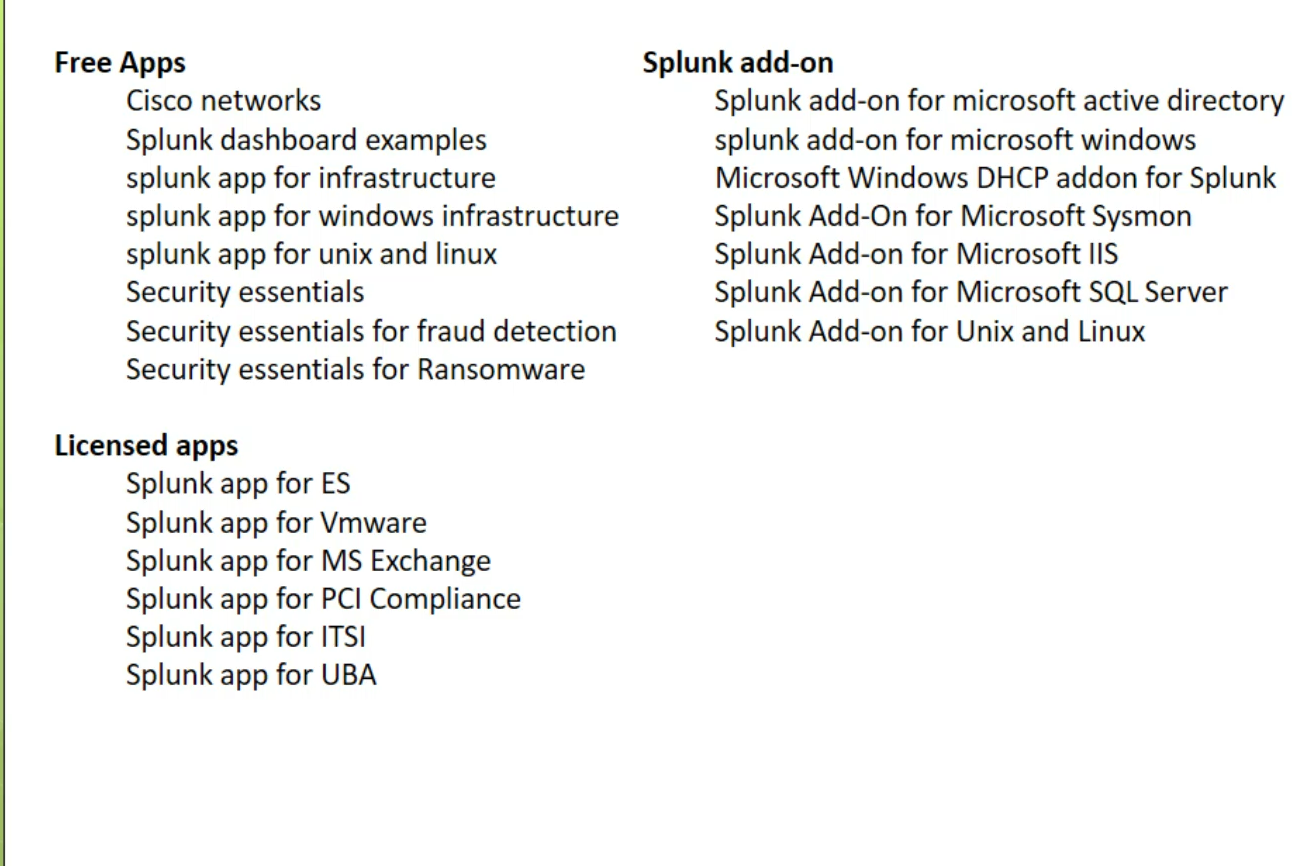 Free Apps
Cisco networks
Splunk dashboard examples
splunk app for infrastructure
splunk app for windows infrastructure
splunk app for unix and linux
Security essentials
Security essentials for fraud detection
Security essentials for Ransomware
Licensed apps
Splunk app for ES
Splunk app for Vmware
Splunk app for MS Exchange
Splunk app for PCI Compliance
Splunk app for ITSI
Splunk app for UBA
Splunk add-on
Splunk add-on for microsoft active directory
splunk add-on for microsoft windows
Microsoft Windows DHCP addon for Splunk
Splunk Add-On for Microsoft Sysmon
Splunk Add-on for Microsoft IIS
Splunk Add-on for Microsoft SQL Server
Splunk Add-on for Unix and Linux